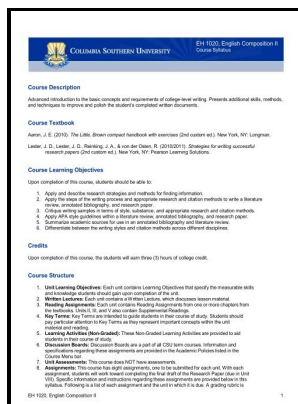 COLUMBIA SOUTHERN UNIVERSITY
EH 1020, English Composition II
Course Syllabus
Course Description
Advanced introduction to the basic concepts and requirements of college-level writing. Presents additional skills, methods,
and techniques to improve and polish the student's completed written documents.
Course Textbook
Aaron, J. E. (2010). The Little, Brown compact handbook with exercises (2nd custom ed.). New York, NY: Longman.
Lester, J. D., Lester, J. D., Reinking, J. A., & von der Osten, R. (2010/2011). Strategies for writing successful
research papers (2nd custom ed.). New York, NY: Pearson Learning Solutions.
Course Learning Objectives
Upon completion of this course, students should be able to:
1. Apply and describe research strategies and methods for finding information.
2. Apply the steps of the writing process and appropriate research and citation methods to write a literature
review, annotated bibliography, and research paper.
3. Critique writing samples in terms of style, substance, and appropriate research and citation methods.
4. Apply APA style guidelines within a literature review, annotated bibliography, and research paper.
5. Summarize academic sources for use in an annotated bibliography and literature review.
6. Differentiate between the writing styles and citation methods across different disciplines.
Credits
Upon completion of this course, the students will earn three (3) hours of college credit.
Course Structure
1. Unit Learning Objectives: Each unit contains Learning Objectives that specify the measurable skills
and knowledge students should gain upon completion of the unit.
2. Written Lectures: Each unit contains a Written Lecture, which discusses lesson material.
3. Reading Assignments: Each unit contains Reading Assignments from one or more chapters from
the textbooks. Units II, III, and V also contain Supplemental Readings.
4. Key Terms: Key Terms are intended to guide students in their course of study. Students should
pay particular attention to Key Terms as they represent important concepts within the unit
material and reading.
5. Learning Activities (Non-Graded): These Non-Graded Learning Activities are provided to aid
students in their course of study.
6. Discussion Boards: Discussion Boards are a part of all CSU term courses. Information and
specifications regarding these assignments are provided in the Academic Policies listed in the
Course Menu bar.
7. Unit Assessments: This course does NOT have assessments.
8. Assignments: This course has eight assignments, one to be submitted for each unit. With each
assignment, students will work toward completing the final draft of the Research Paper (due in Unit
VIII). Specific information and instructions regarding these assignments are provided below in this
syllabus. Following is a list of each assignment and the unit in which it is due. A grading rubric is
EH 1020, English Composition II
1